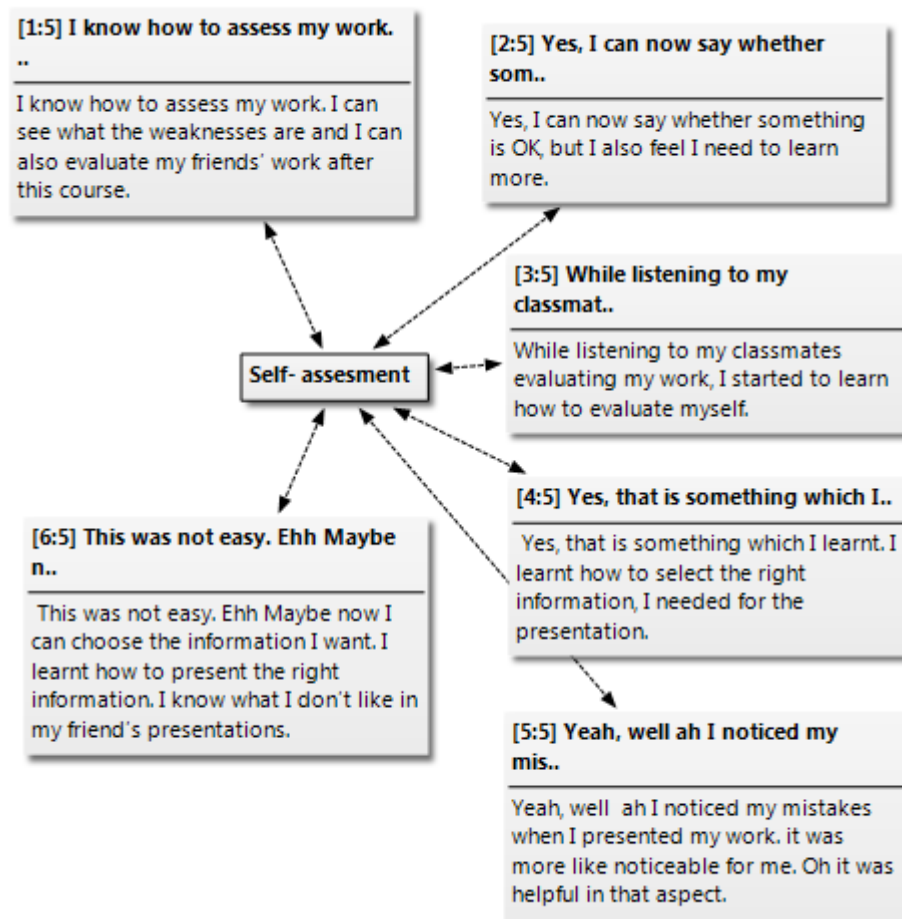 [1:5] I know how to assess my work.
..
I know how to assess my work. I can
see what the weaknesses are and I can
also evaluate my friends' work after
this course.
[2:5] Yes, I can now say whether
som..
Yes, I can now say whether something
is OK, but I also feel I need to learn
more.
[3:5] While listening to my
classmat..
While listening to my classmates
evaluating my work, I started to learn
how to evaluate myself.
Self- assesment
[4:5] Yes, that is something which I..
Yes, that is something which I learnt. I
learnt how to select the right
information, I needed for the
presentation.
[6:5] This was not easy. Ehh Maybe
n..
This was not easy. Ehh Maybe now I
can choose the information I want. I
learnt how to present the right
information. I know what I don't like in
my friend's presentations.
[5:5] Yeah, well ah I noticed my
mis..
Yeah, well ah I noticed my mistakes
when I presented my work. it was
more like noticeable for me. Oh it was
helpful in that aspect.